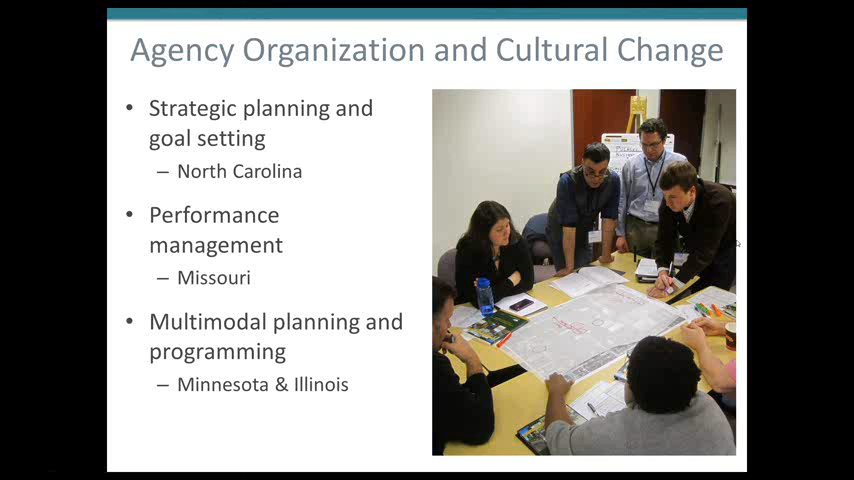 Agency Organization and Cultural Change
• Strategic planning and
goal setting
– North Carolina
• Performance
management
– Missouri
• Multimodal planning and
programming
– Minnesota & Illinois